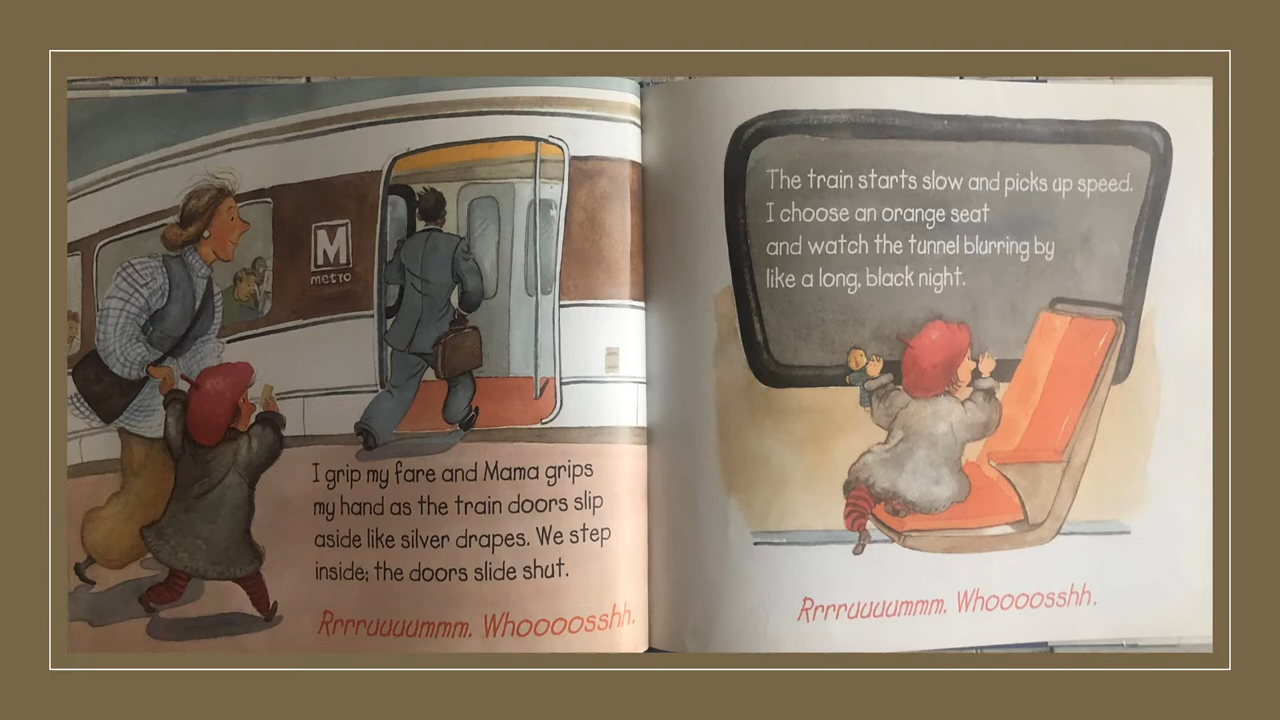 M
metro
I grip my fare and Mama grips
my hand as the train doors slip
aside like silver drapes. We step
inside; the doors slide shut.
Rrrruuuummm. Whoooosshh.
The train starts slow and picks up speed.
I choose an orange seat
and watch the tunnel blurring by
like a long, black night.
Rrrruuuummm. Whoooosshh.